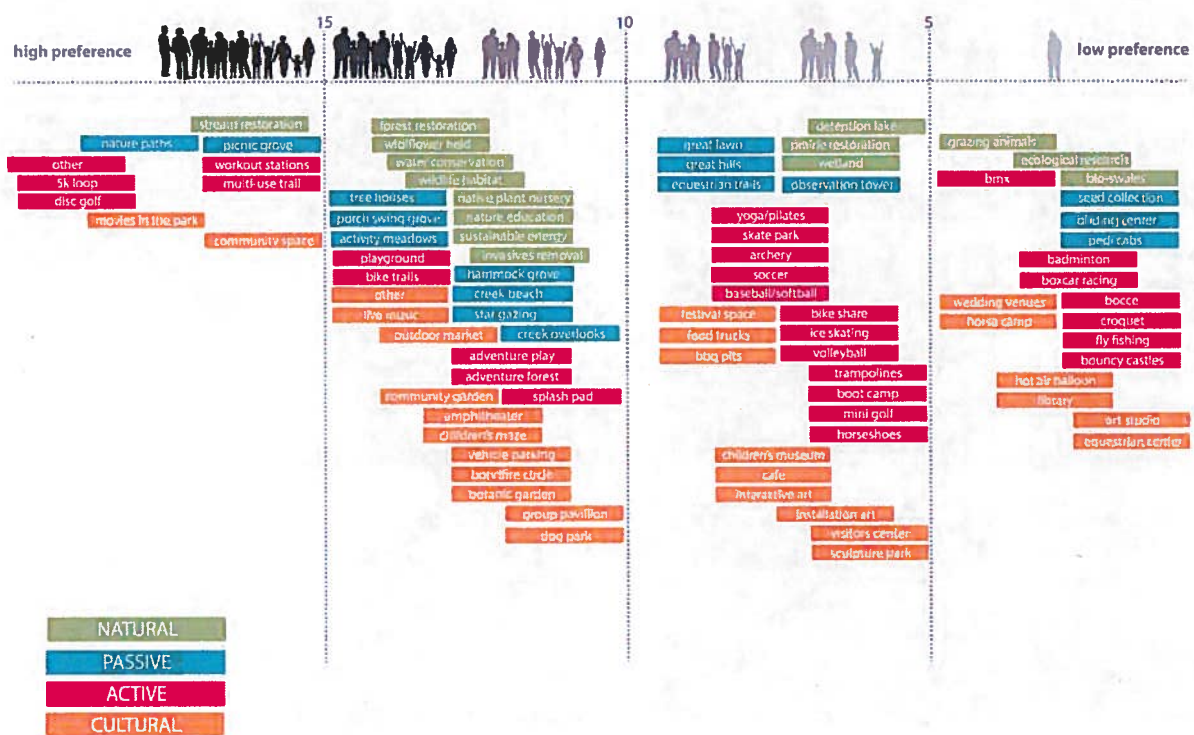 15
10
5
high preference
low preference
stream restoration
nature paths
picnic grove
other
workout stations
5k loop
multi-use trail
disc golf
movies in the park
community space
forest restoration
wildflower field
water conservation
wildlife habitat
tree houses
native plant nursery
porch swing grove
nature education
activity meadows
sustainable energy
playground
invasives removal
bike trails
hammock grove
other
creek beach
live music
star gazing
outdoor market
creek overlooks
adventure play
adventure forest
community garden
splash pad
amphitheater
children's maze
vehicle parking
bonfire circle
botanic garden
group pavilion
dog park
detention lake
great lawn
prairie restoration
great hills
wetland
equestrian trails
observation tower
yoga/pilates
skate park
archery
soccer
baseball/softball
festival space
bike share
food trucks
ice skating
bbq pits
volleyball
trampolines
boot camp
mini golf
horseshoes
children's museum
cafe
interactive art
installation art
visitors center
sculpture park
grazing animals
ecological research
bmx
bio-swales
seed collection
birding center
pedi cabs
badminton
boxcar racing
wedding venues
bocce
horse camp
croquet
fly fishing
bouncy castles
hot air balloon
library
art studio
equestrian center
NATURAL
PASSIVE
ACTIVE
CULTURAL